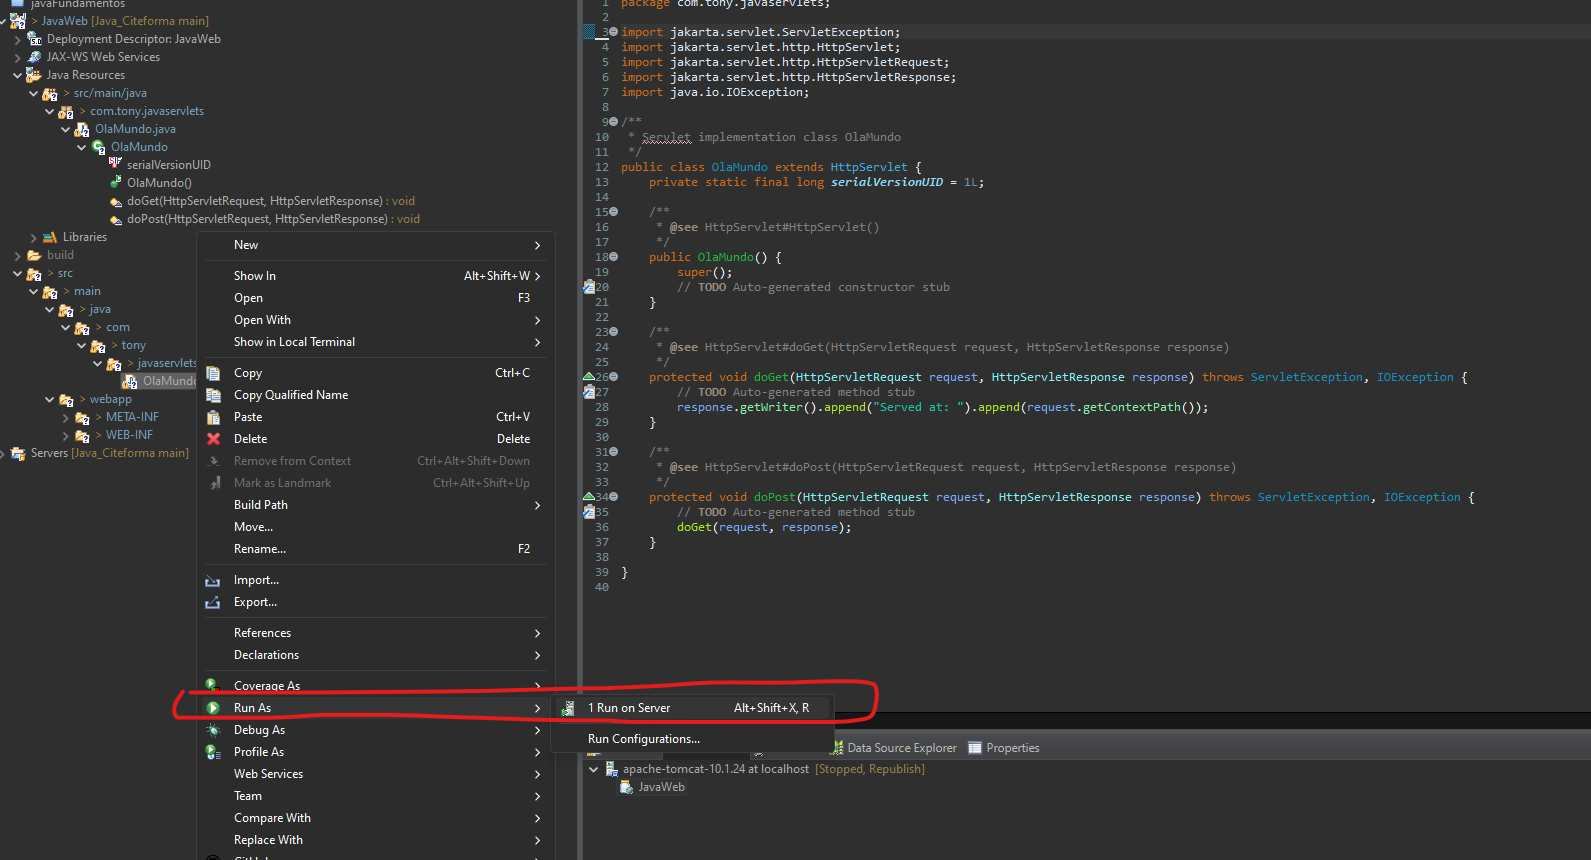 javaFundamentos
> JavaWeb [Java_Citeforma main]
Deployment Descriptor: JavaWeb
JAX-WS Web Services
Java Resources
> src/main/java
> com.tony.javaservlets
OlaMundo.java
OlaMundo
serialVersionUID
OlaMundo()
doGet(HttpServletRequest, HttpServletResponse) : void
doPost(HttpServletRequest, HttpServletResponse) : void
Libraries
build
> src
> main
> java
> com
> tony
> javaservlets
OlaMundo
> webapp
> META-INF
> WEB-INF
Servers [Java_Citeforma main]
New
Show In Alt+Shift+W >
Open F3
Open With
Show in Local Terminal
Copy Ctrl+C
Copy Qualified Name
Paste Ctrl+V
Delete Delete
Remove from Context Ctrl+Alt+Shift+Down
Mark as Landmark Ctrl+Alt+Shift+Up
Build Path
Move...
Rename... F2
Import...
Export...
References
Declarations
Coverage As
Run As
Debug As
Profile As
Web Services
Team
Compare With
Replace With
1 Run on Server Alt+Shift+X, R
Run Configurations...
1 package com.tony.javaservlets;
2
3 import jakarta.servlet.ServletException;
4 import jakarta.servlet.http.HttpServlet;
5 import jakarta.servlet.http.HttpServletRequest;
6 import jakarta.servlet.http.HttpServletResponse;
7 import java.io.IOException;
8
9 /**
10 * Servlet implementation class OlaMundo
11 */
12 public class OlaMundo extends HttpServlet {
13 private static final long serialVersionUID = 1L;
14
15 /**
16 * @see HttpServlet#HttpServlet()
17 */
18 public OlaMundo() {
19 super();
20 // TODO Auto-generated constructor stub
21 }
22
23 /**
24 * @see HttpServlet#doGet(HttpServletRequest request, HttpServletResponse response)
25 */
26 protected void doGet(HttpServletRequest request, HttpServletResponse response) throws ServletException, IOException {
27 // TODO Auto-generated method stub
28 response.getWriter().append("Served at: ").append(request.getContextPath());
29 }
30
31 /**
32 * @see HttpServlet#doPost(HttpServletRequest request, HttpServletResponse response)
33 */
34 protected void doPost(HttpServletRequest request, HttpServletResponse response) throws ServletException, IOException {
35 // TODO Auto-generated method stub
36 doGet(request, response);
37 }
38
39 }
40
Data Source Explorer Properties
apache-tomcat-10.1.24 at localhost [Stopped, Republish]
JavaWeb